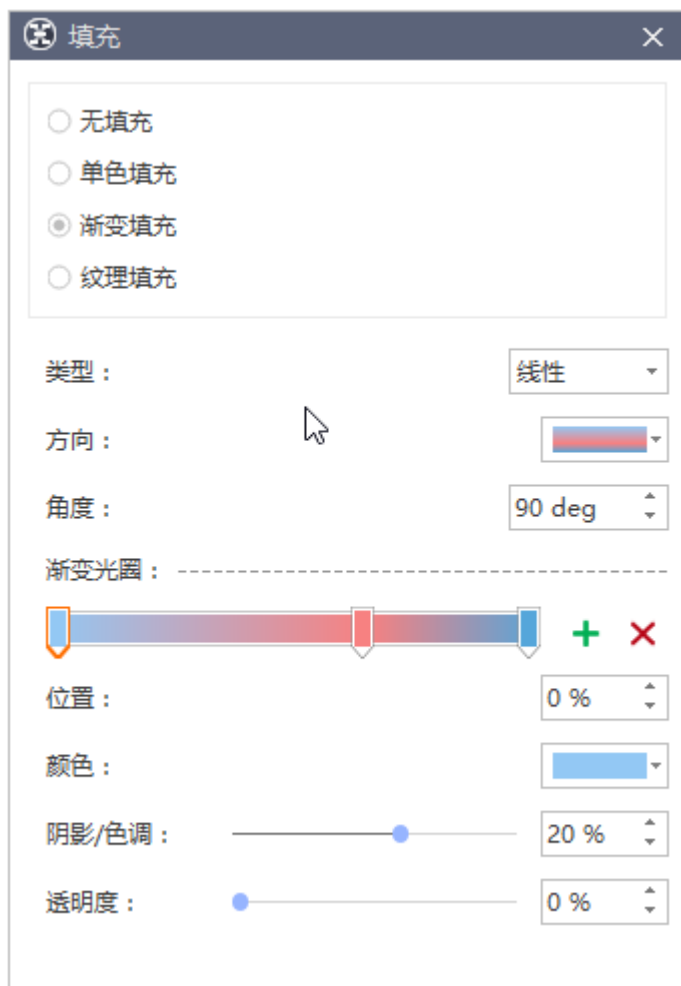 填充
无填充
单色填充
渐变填充
纹理填充
类型： 线性
方向：
角度： 90 deg
渐变光圈：
位置： 0 %
颜色：
阴影/色调： 20 %
透明度： 0 %